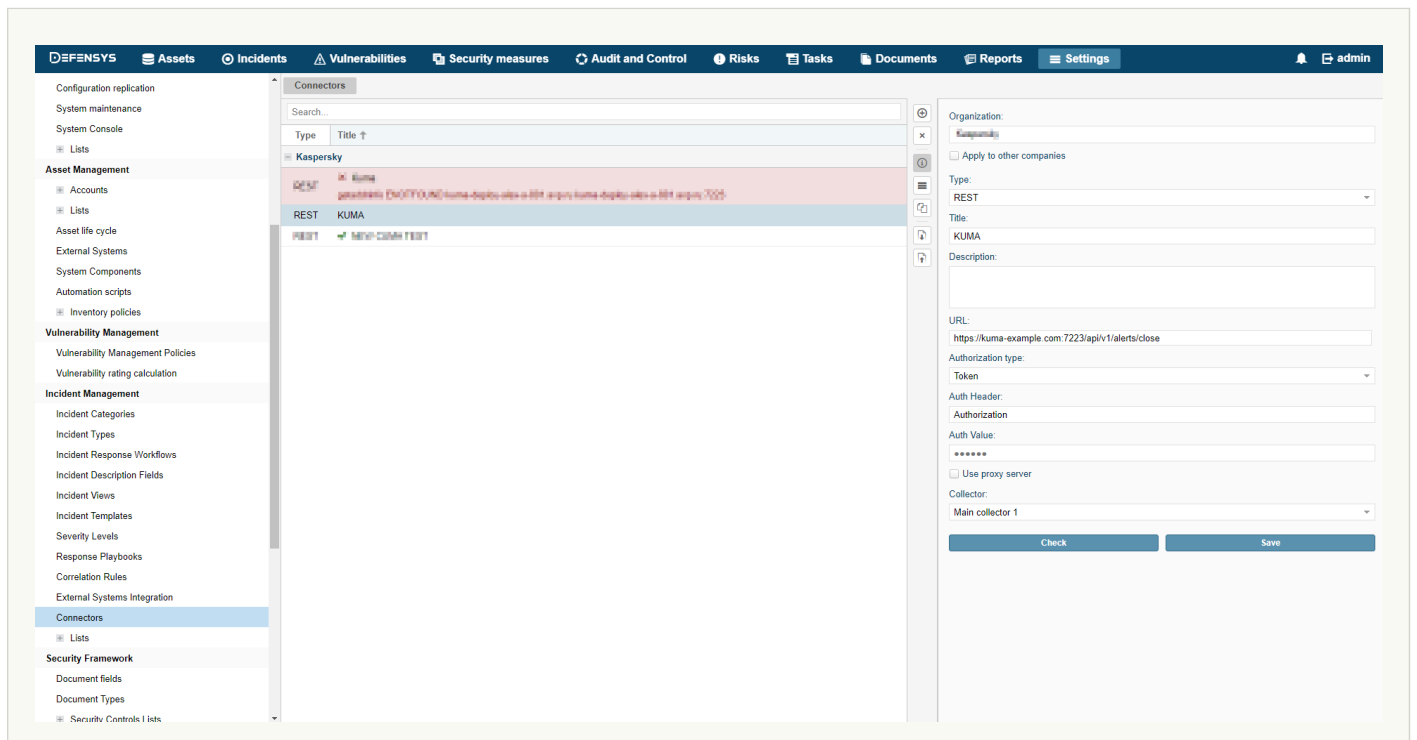 DEFENSYS Assets Incidents Vulnerabilities Security measures Audit and Control Risks Tasks Documents Reports Settings admin
Configuration replication
System maintenance
System Console
Lists
Asset Management
Accounts
Lists
Asset life cycle
External Systems
System Components
Automation scripts
Inventory policies
Vulnerability Management
Vulnerability Management Policies
Vulnerability rating calculation
Incident Management
Incident Categories
Incident Types
Incident Response Workflows
Incident Description Fields
Incident Views
Incident Templates
Severity Levels
Response Playbooks
Correlation Rules
External Systems Integration
Connectors
Lists
Security Framework
Document fields
Document Types
Security Controls Lists
Connectors
Search...
Type Title
Kaspersky
REST KUMA
Organization:
Apply to other companies
Type:
REST
Title:
KUMA
Description:
URL:
https://kuma-example.com:7223/api/v1/alerts/close
Authorization type:
Token
Auth Header:
Authorization
Auth Value:
Use proxy server
Collector:
Main collector 1
Check Save